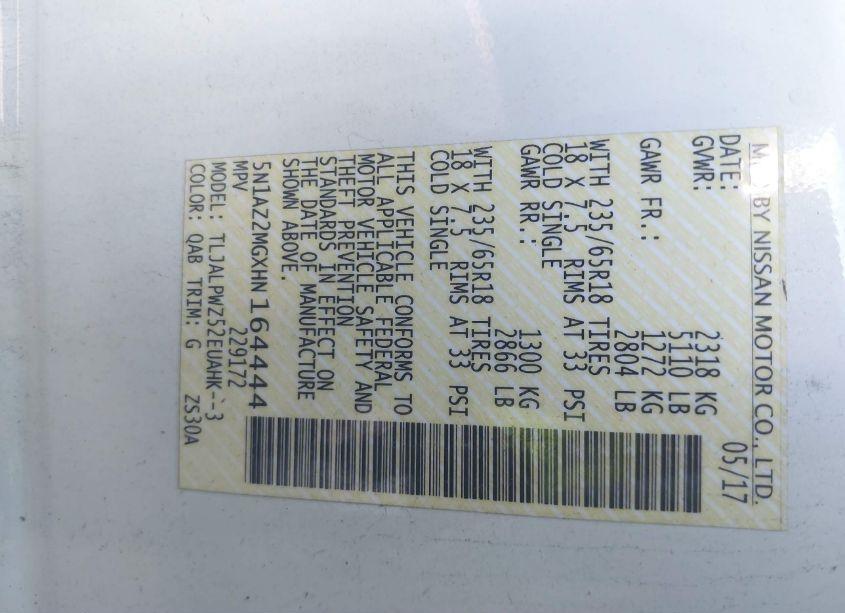 MFD BY NISSAN MOTOR CO., LTD.
DATE: 05/17
GVWR: 2318 KG
5110 LB
GAWR FR.: 1272 KG
2804 LB
WITH 235/65R18 TIRES
18 X 7.5 RIMS AT 33 PSI
COLD SINGLE
GAWR RR.: 1300 KG
2866 LB
WITH 235/65R18 TIRES
18 X 7.5 RIMS AT 33 PSI
COLD SINGLE
THIS VEHICLE CONFORMS TO
ALL APPLICABLE FEDERAL
MOTOR VEHICLE SAFETY AND
THEFT PREVENTION
STANDARDS IN EFFECT ON
THE DATE OF MANUFACTURE
SHOWN ABOVE.
5N1AZ2MGXHN164444
MPV 229172
MODEL: TLJALPWZ52EUAHK--3
COLOR: QAB TRIM: G ZS30A